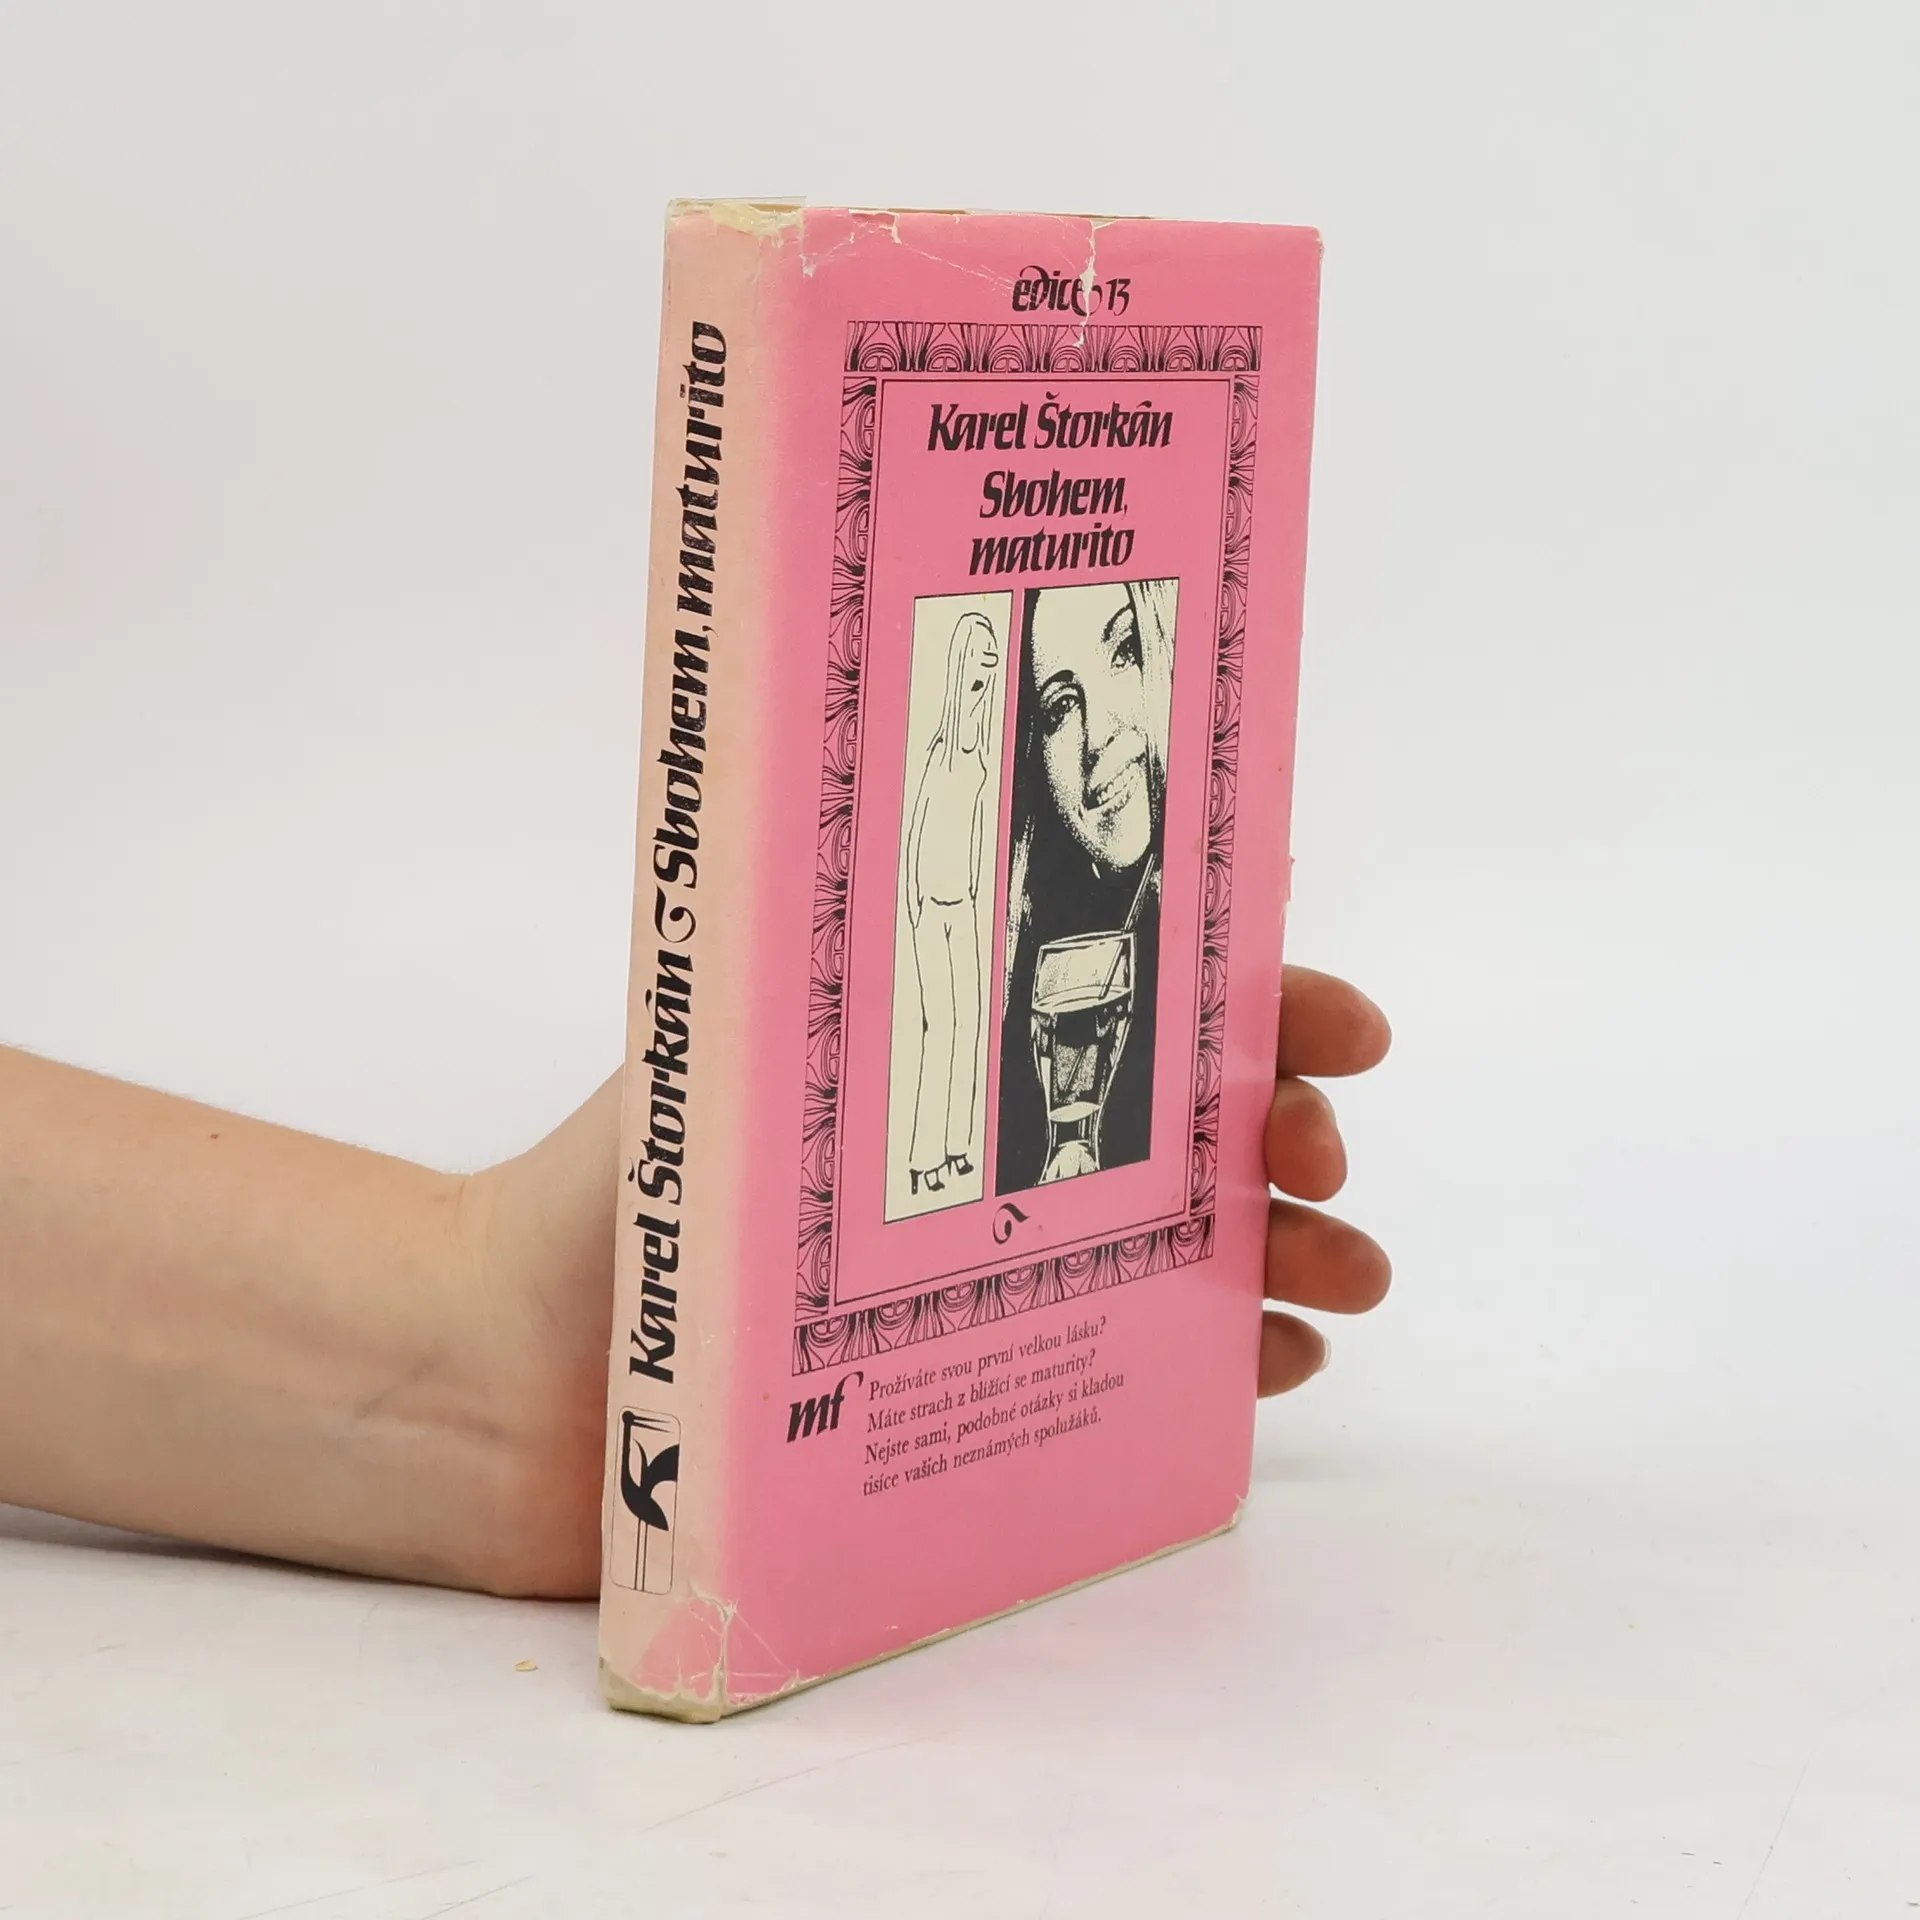 edice 13
Karel Štorkán
Sbohem,
maturito
mf
Prožíváte svou první velkou lásku?
Máte strach z blížící se maturity?
Nejste sami, podobné otázky si kladou
tisíce vašich neznámých spolužáků.
Karel Štorkán Sbohem, maturito